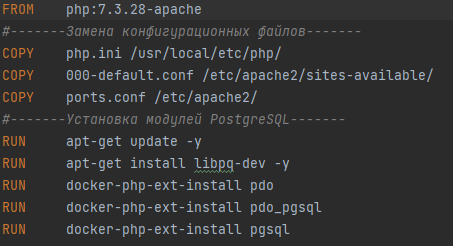 FROM php:7.3.28-apache
#-------Замена конфигурационных файлов-------
COPY php.ini /usr/local/etc/php/
COPY 000-default.conf /etc/apache2/sites-available/
COPY ports.conf /etc/apache2/
#-------Установка модулей PostgreSQL-------
RUN apt-get update -y
RUN apt-get install libpq-dev -y
RUN docker-php-ext-install pdo
RUN docker-php-ext-install pdo_pgsql
RUN docker-php-ext-install pgsql